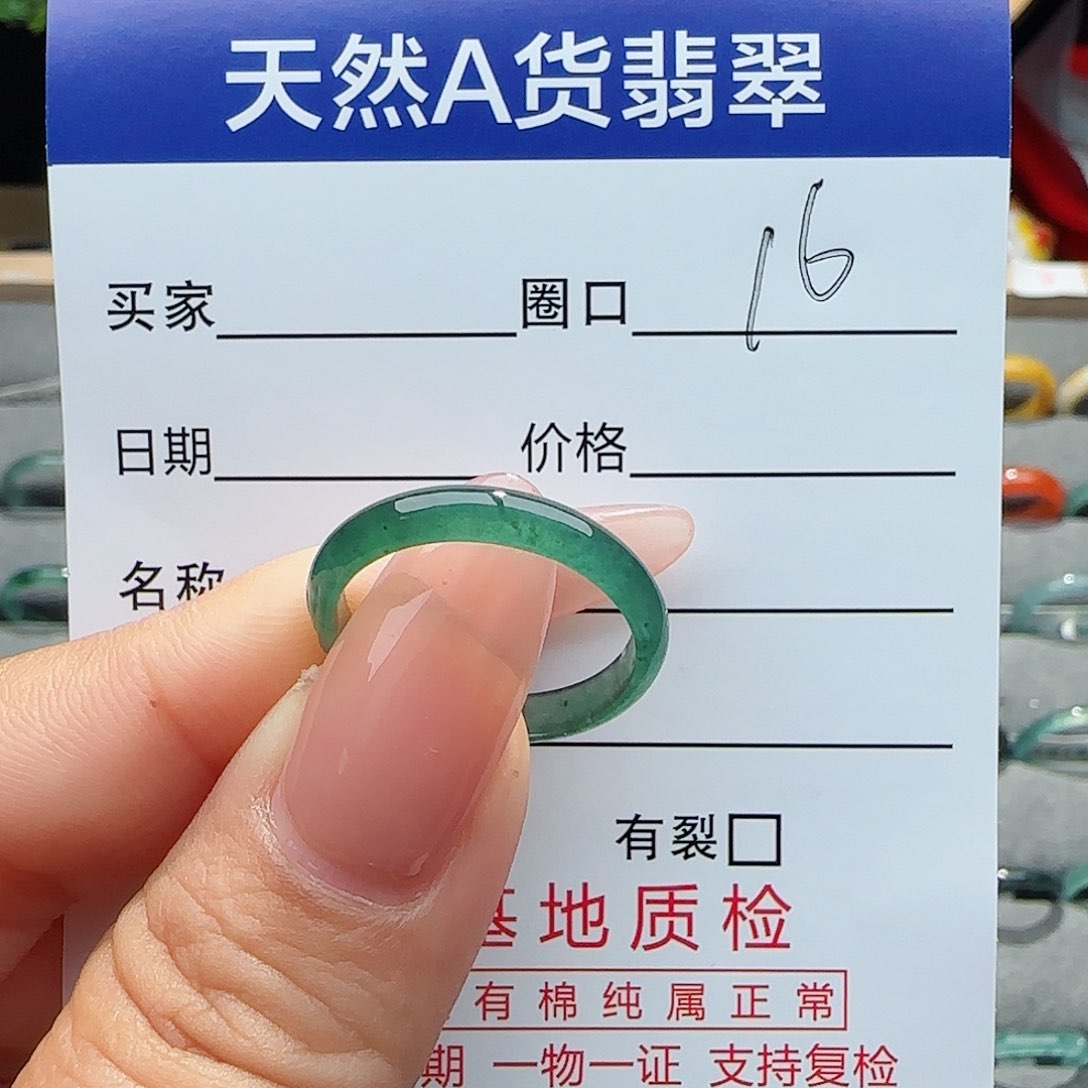 天然A货翡翠
买家 圈口 16
日期 价格
名称
有裂
基地质检
有棉纯属正常
期 一物一证 支持复检